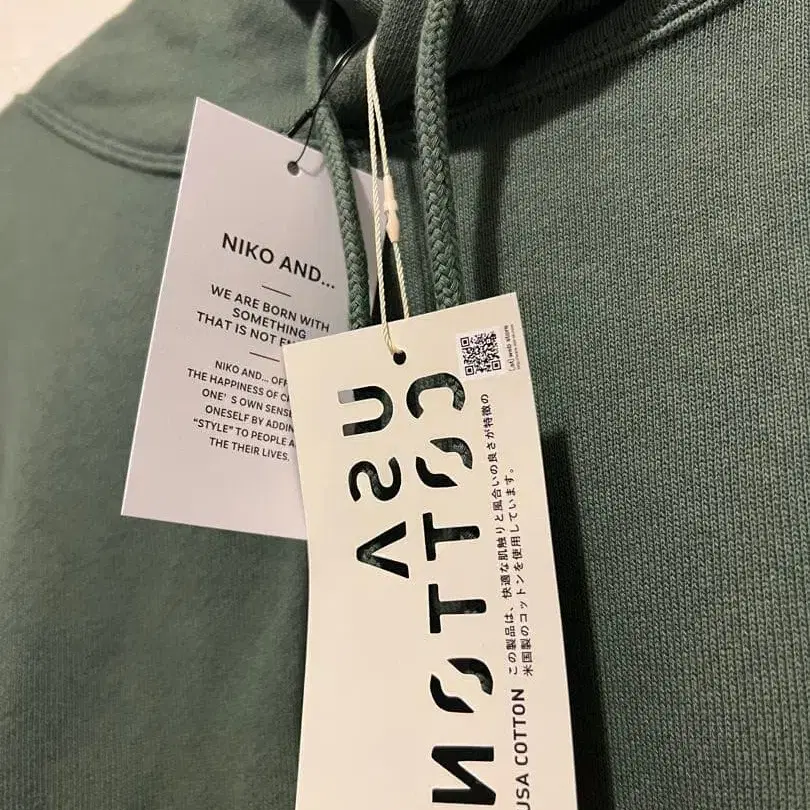 NIKO AND...
WE ARE BORN WITH
SOMETHING
THAT IS NOT
NIKO AND...
THE HAPPINESS OF
ONE'S OWN SENSE
ONESELF BY
"STYLE" TO PEOPLE
THE THEIR LIVES.
USA
COTTON
[.st] web store
この製品は、快適な肌触りと風合いの良さが特徴の
米国製のコットンを使用しています。
USA COTTON